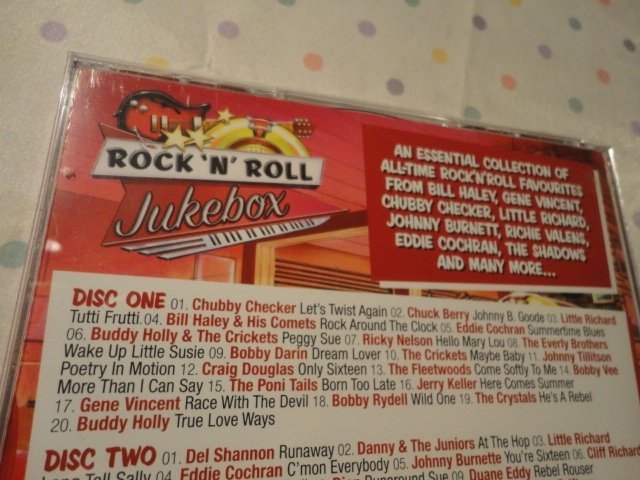 ROCK 'N' ROLL
Jukebox
AN ESSENTIAL COLLECTION OF
ALL-TIME ROCK'N'ROLL FAVOURITES
FROM BILL HALEY, GENE VINCENT,
CHUBBY CHECKER, LITTLE RICHARD,
JOHNNY BURNETT, RICHIE VALENS,
EDDIE COCHRAN, THE SHADOWS
AND MANY MORE...
DISC ONE 01. Chubby Checker Let's Twist Again 02. Chuck Berry Johnny B. Goode 03. Little Richard
Tutti Frutti. 04. Bill Haley & His Comets Rock Around The Clock 05. Eddie Cochran Summertime Blues
06. Buddy Holly & The Crickets Peggy Sue 07. Ricky Nelson Hello Mary Lou 08. The Everly Brothers
Wake Up Little Susie 09. Bobby Darin Dream Lover 10. The Crickets Maybe Baby 11. Johnny Tillitson
Poetry In Motion 12. Craig Douglas Only Sixteen 13. The Fleetwoods Come Softly To Me 14. Bobby Vee
More Than I Can Say 15. The Poni Tails Born Too Late 16. Jerry Keller Here Comes Summer
17. Gene Vincent Race With The Devil 18. Bobby Rydell Wild One 19. The Crystals He's A Rebel
20. Buddy Holly True Love Ways
DISC TWO 01. Del Shannon Runaway 02. Danny & The Juniors At The Hop 03. Little Richard
Long Tall Sally 04. Eddie Cochran C'mon Everybody 05. Johnny Burnette You're Sixteen 06. Cliff Richard
Runaround Sue 09. Duane Eddy Rebel Rouser